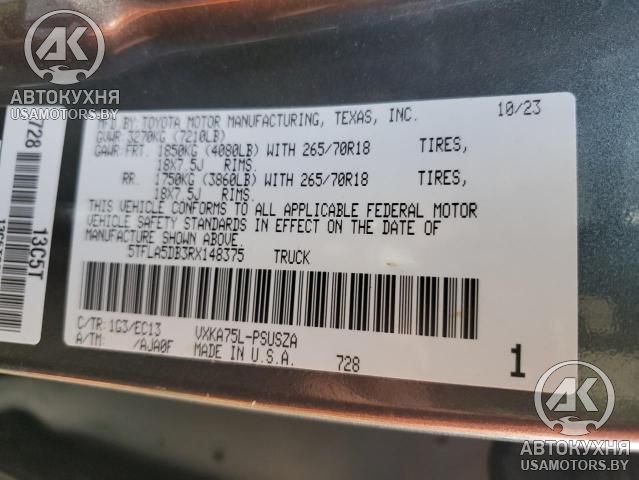 АК
АВТОКУХНЯ
USAMOTORS.BY
MFD BY: TOYOTA MOTOR MANUFACTURING, TEXAS, INC. 10/23
GVWR: 3270KG (7210LB)
GAWR: FRT. 1850KG (4080LB) WITH 265/70R18 TIRES,
18X7.5J RIMS.
RR. 1750KG (3860LB) WITH 265/70R18 TIRES,
18X7.5J RIMS.
THIS VEHICLE CONFORMS TO ALL APPLICABLE FEDERAL MOTOR
VEHICLE SAFETY STANDARDS IN EFFECT ON THE DATE OF
MANUFACTURE SHOWN ABOVE.
5TFLA5DB3RX148375 TRUCK
C/TR: 1G3/EC13 VXKA75L-PSUSZA
A/TM: /AJA0F MADE IN U.S.A. 728 1
728
13C5T
АК
АВТОКУХНЯ
USAMOTORS.BY